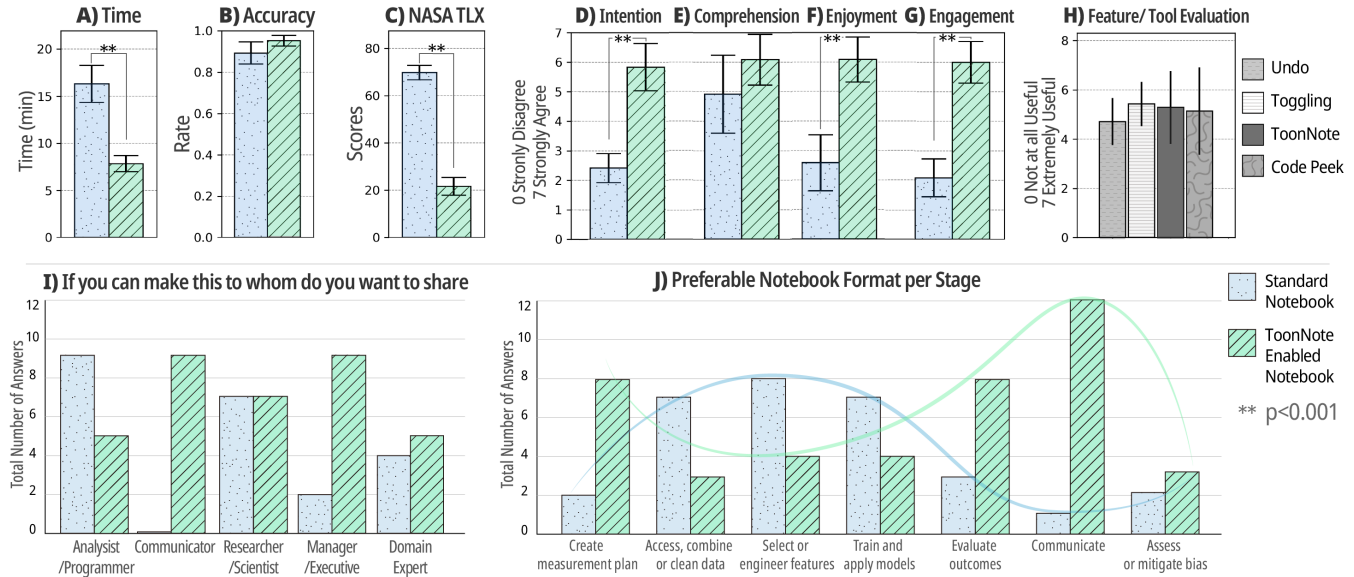 A) Time
B) Accuracy
C) NASA TLX
D) Intention
E) Comprehension
F) Enjoyment
G) Engagement
H) Feature/ Tool Evaluation
Time (min)
20
15
10
5
0
**
Rate
1.0
0.8
0.6
0.4
0.2
0.0
Scores
80
60
40
20
0
**
0 Stronly Disagree
7 Strongly Agree
7
6
5
4
3
2
1
0
**
**
**
0 Not at all Useful
7 Extremely Useful
8
6
4
2
0
Undo
Toggling
ToonNote
Code Peek
I) If you can make this to whom do you want to share
Total Number of Answers
12
10
8
6
4
2
0
Analysist
/Programmer
Communicator
Researcher
/Scientist
Manager
/Executive
Domain
Expert
J) Preferable Notebook Format per Stage
Total Number of Answers
12
10
8
6
4
2
0
Create
measurement plan
Access, combine
or clean data
Select or
engineer features
Train and
apply models
Evaluate
outcomes
Communicate
Assess
or mitigate bias
Standard
Notebook
ToonNote
Enabled
Notebook
** p<0.001